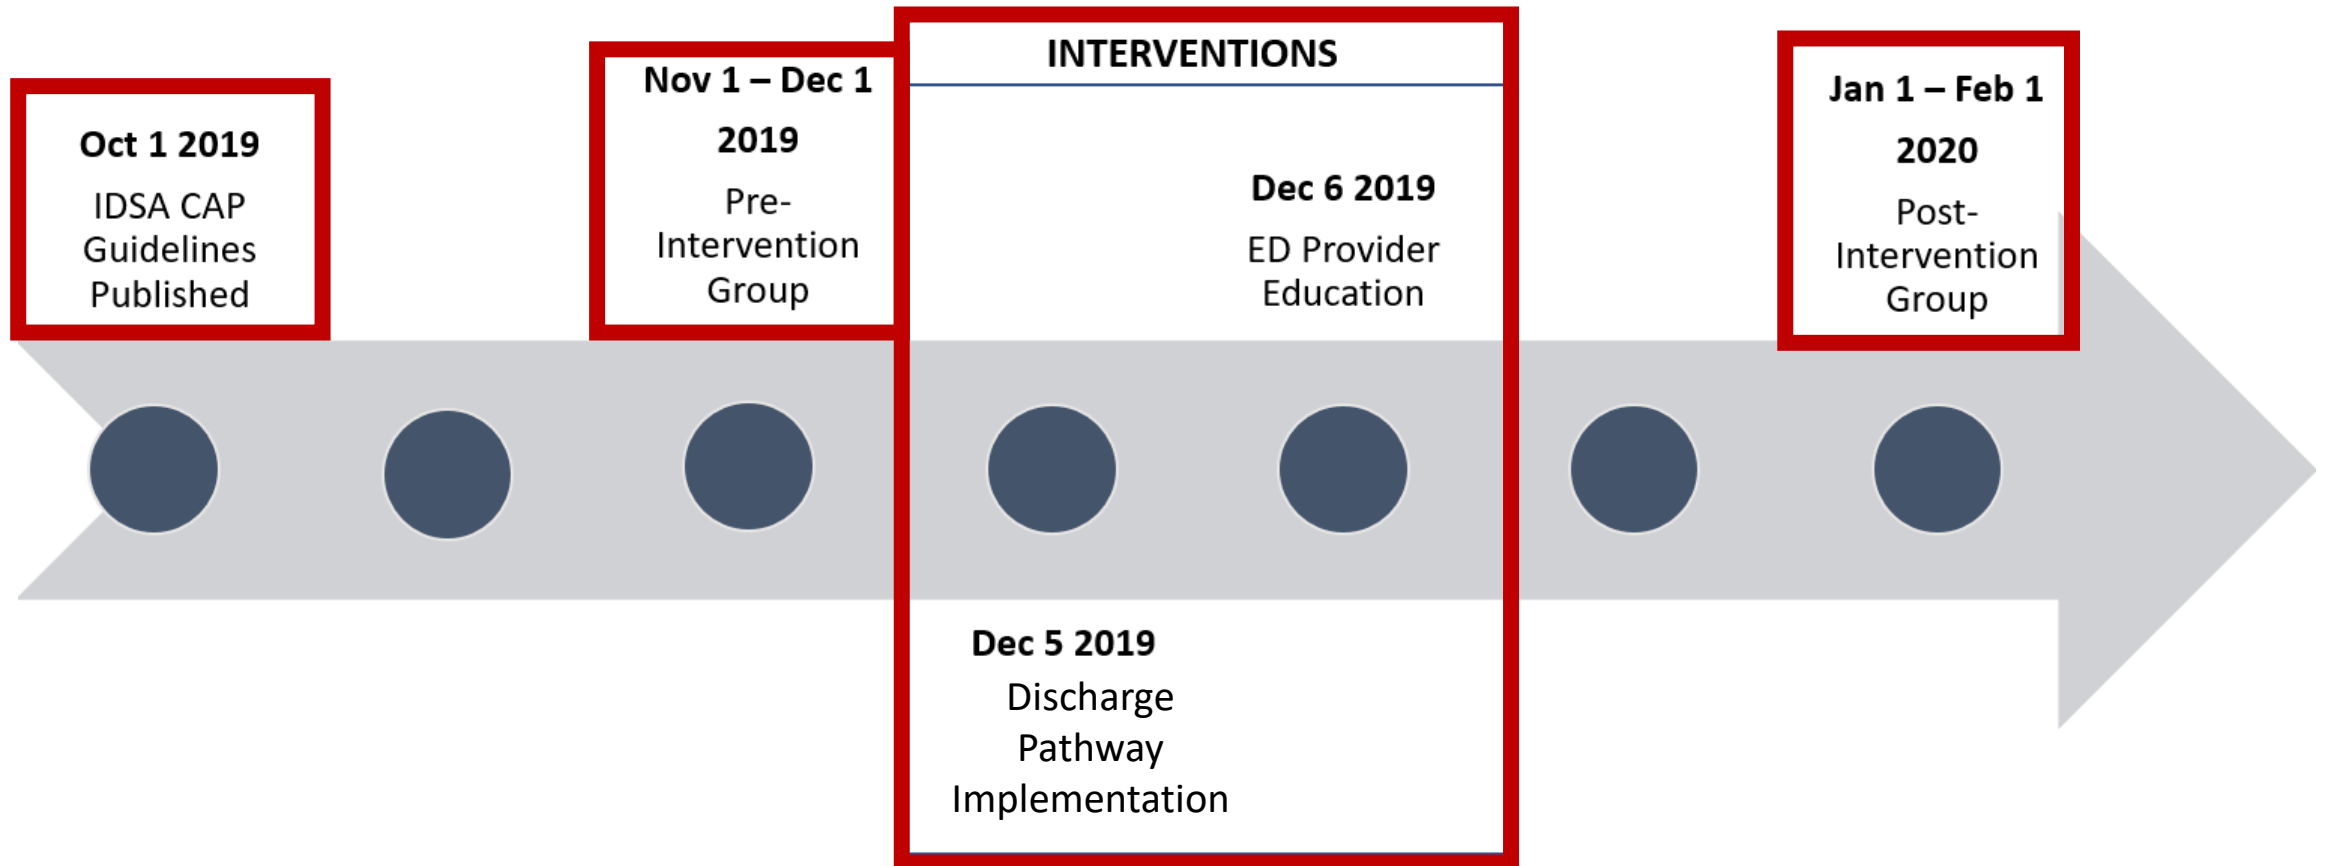 Oct 1 2019
IDSA CAP
Guidelines
Published
Nov 1 – Dec 1
2019
Pre-
Intervention
Group
INTERVENTIONS
Dec 5 2019
Discharge
Pathway
Implementation
Dec 6 2019
ED Provider
Education
Jan 1 – Feb 1
2020
Post-
Intervention
Group